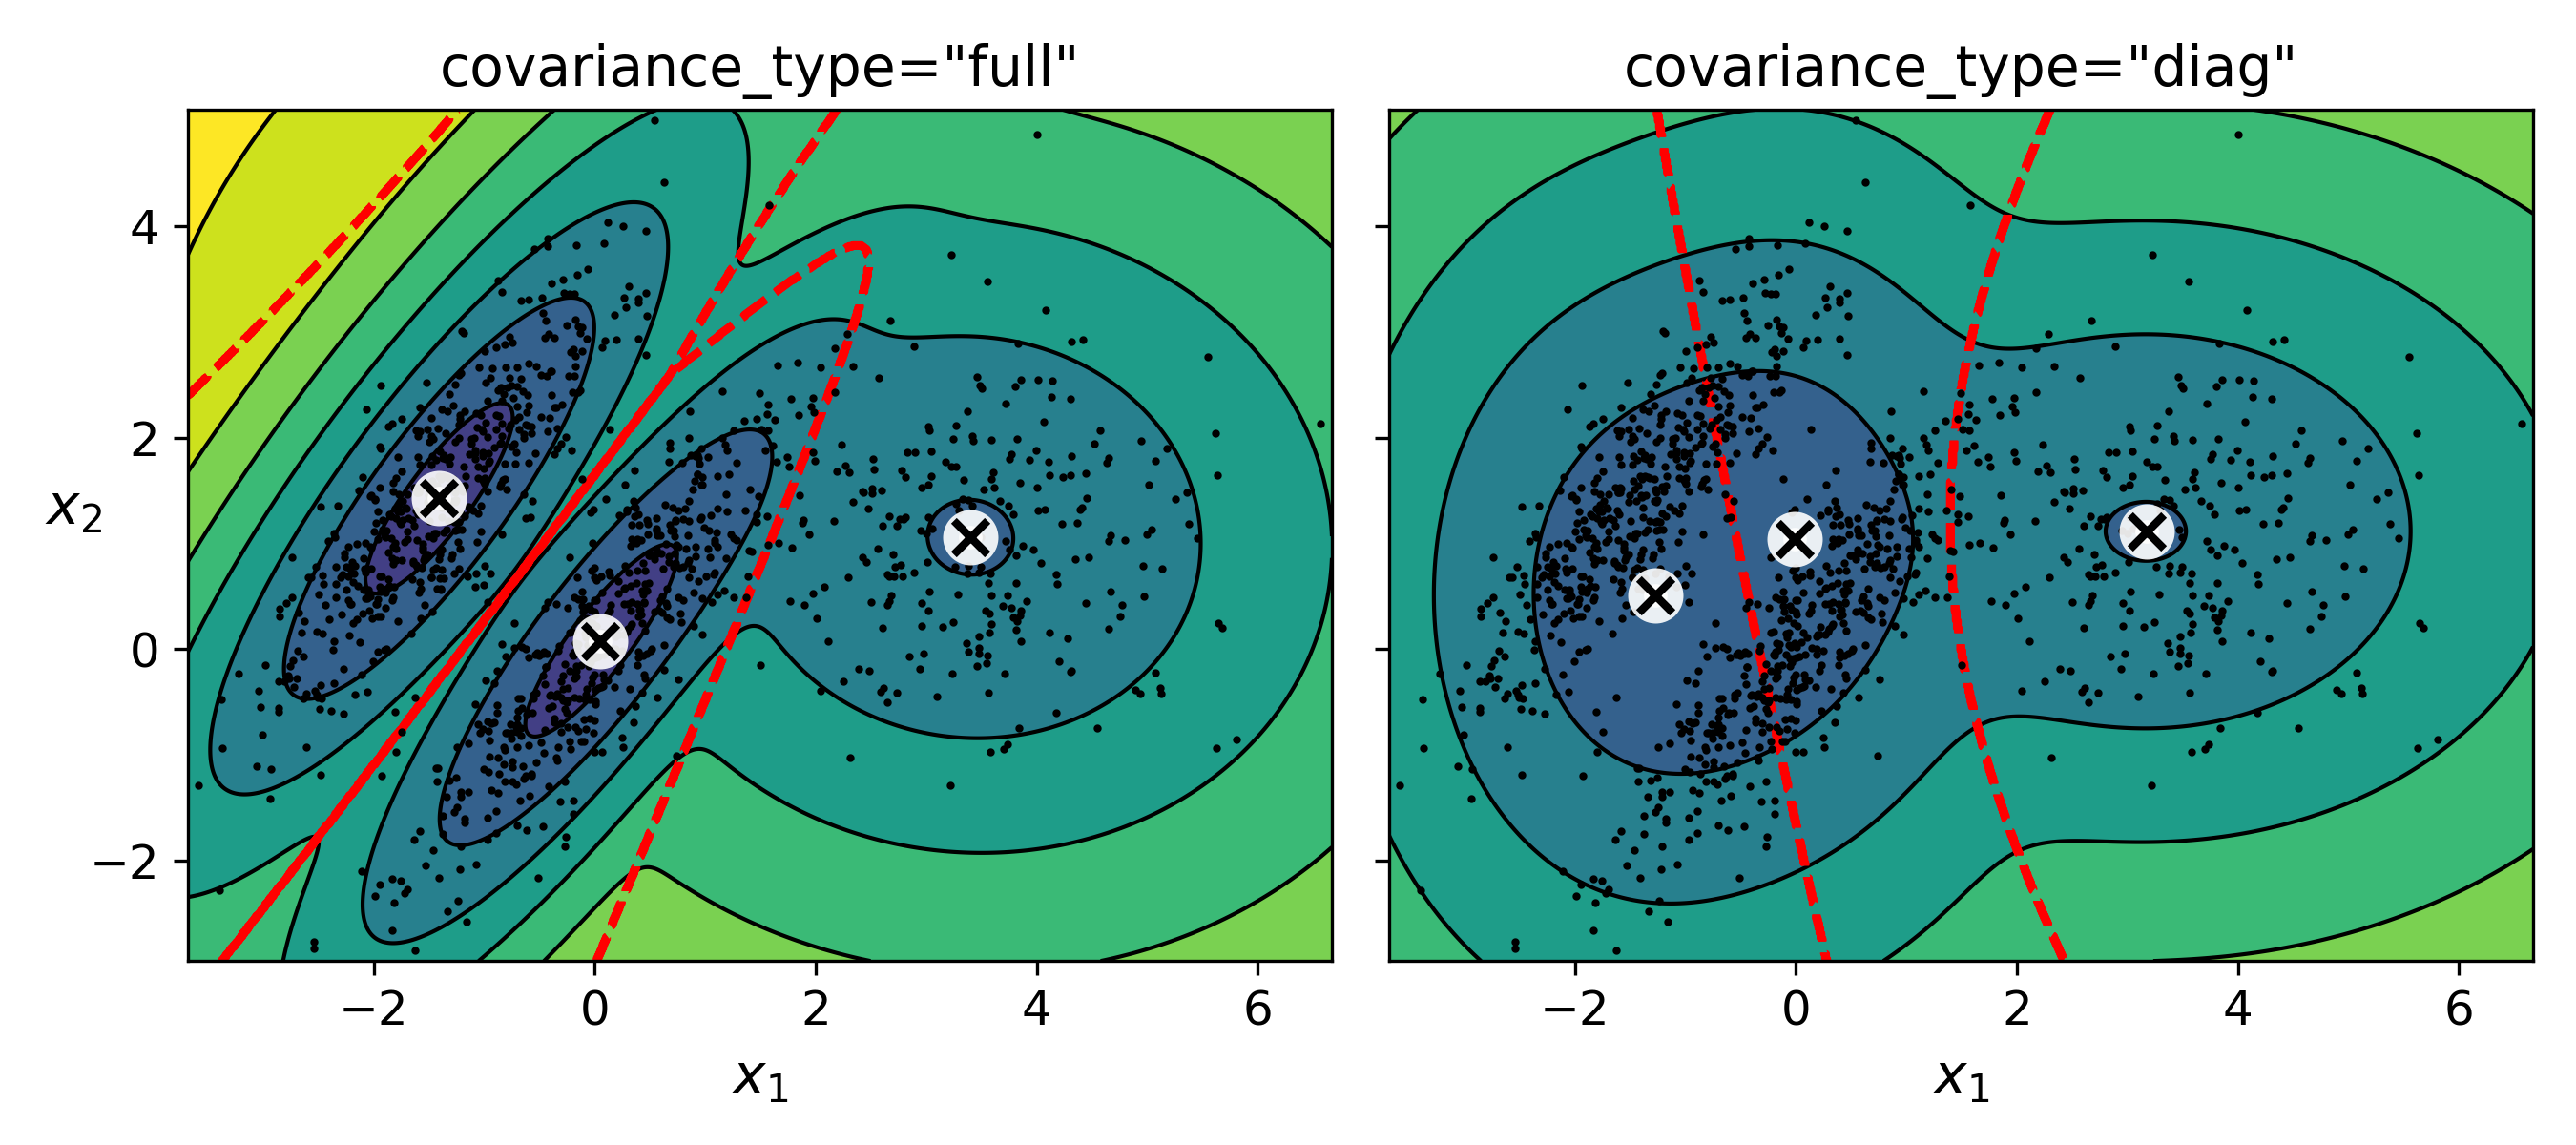 covariance_type="full"
covariance_type="diag"
x₂
4
2
0
−2
−2 0 2 4 6
−2 0 2 4 6
x₁
x₁